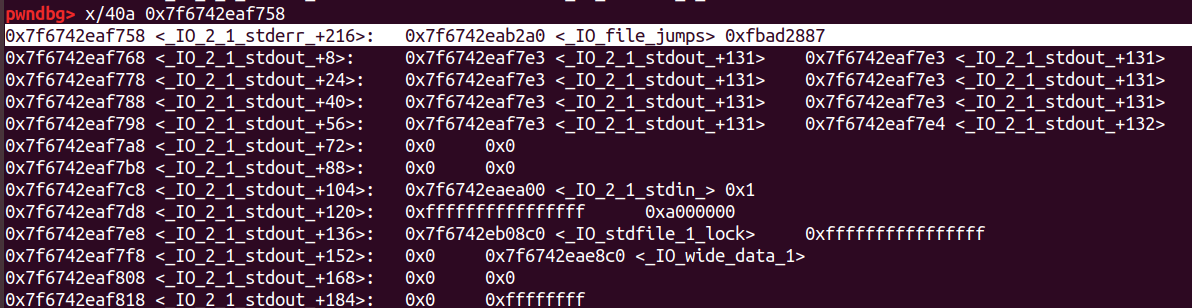 pwndbg> x/40a 0x7f6742eaf758
0x7f6742eaf758 <_IO_2_1_stderr_+216>: 0x7f6742eab2a0 <_IO_file_jumps> 0xfbad2887
0x7f6742eaf768 <_IO_2_1_stdout_+8>: 0x7f6742eaf7e3 <_IO_2_1_stdout_+131> 0x7f6742eaf7e3 <_IO_2_1_stdout_+131>
0x7f6742eaf778 <_IO_2_1_stdout_+24>: 0x7f6742eaf7e3 <_IO_2_1_stdout_+131> 0x7f6742eaf7e3 <_IO_2_1_stdout_+131>
0x7f6742eaf788 <_IO_2_1_stdout_+40>: 0x7f6742eaf7e3 <_IO_2_1_stdout_+131> 0x7f6742eaf7e3 <_IO_2_1_stdout_+131>
0x7f6742eaf798 <_IO_2_1_stdout_+56>: 0x7f6742eaf7e3 <_IO_2_1_stdout_+131> 0x7f6742eaf7e4 <_IO_2_1_stdout_+132>
0x7f6742eaf7a8 <_IO_2_1_stdout_+72>: 0x0 0x0
0x7f6742eaf7b8 <_IO_2_1_stdout_+88>: 0x0 0x0
0x7f6742eaf7c8 <_IO_2_1_stdout_+104>: 0x7f6742eaea00 <_IO_2_1_stdin_> 0x1
0x7f6742eaf7d8 <_IO_2_1_stdout_+120>: 0xffffffffffffffff 0xa000000
0x7f6742eaf7e8 <_IO_2_1_stdout_+136>: 0x7f6742eb08c0 <_IO_stdfile_1_lock> 0xffffffffffffffff
0x7f6742eaf7f8 <_IO_2_1_stdout_+152>: 0x0 0x7f6742eae8c0 <_IO_wide_data_1>
0x7f6742eaf808 <_IO_2_1_stdout_+168>: 0x0 0x0
0x7f6742eaf818 <_IO_2_1_stdout_+184>: 0x0 0xffffffff